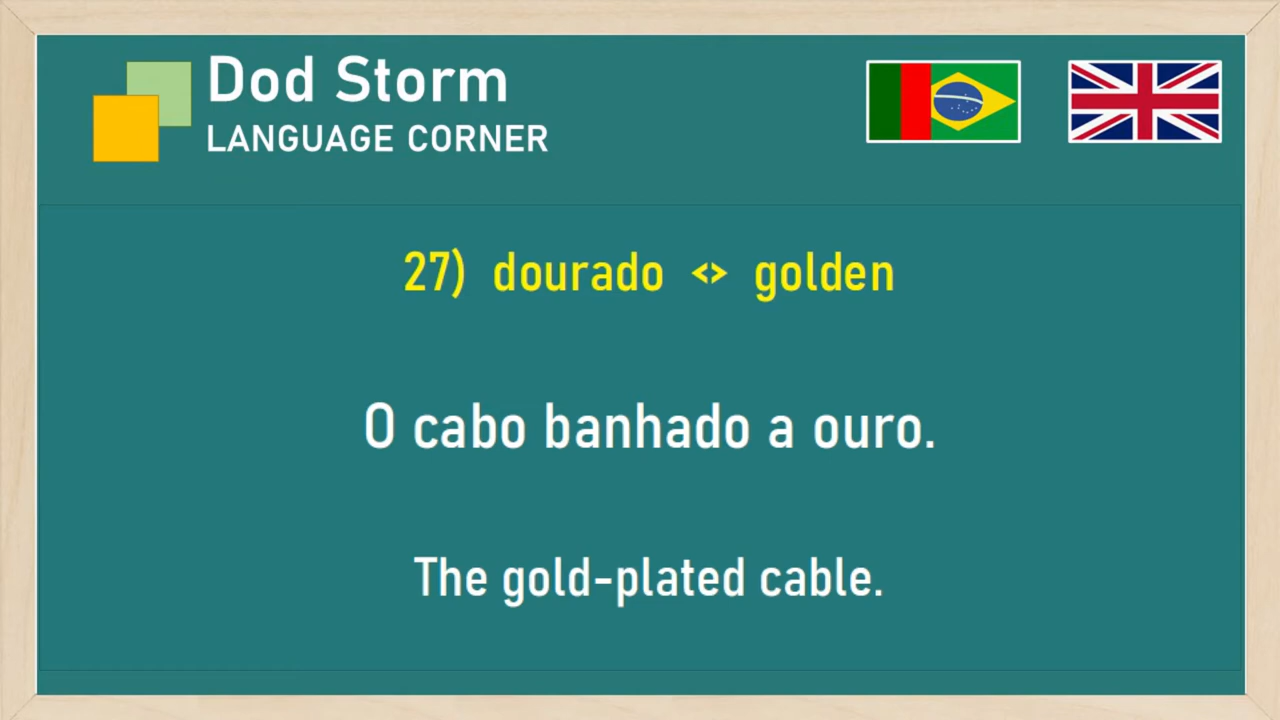 Dod Storm
LANGUAGE CORNER
27) dourado <> golden
O cabo banhado a ouro.
The gold-plated cable.